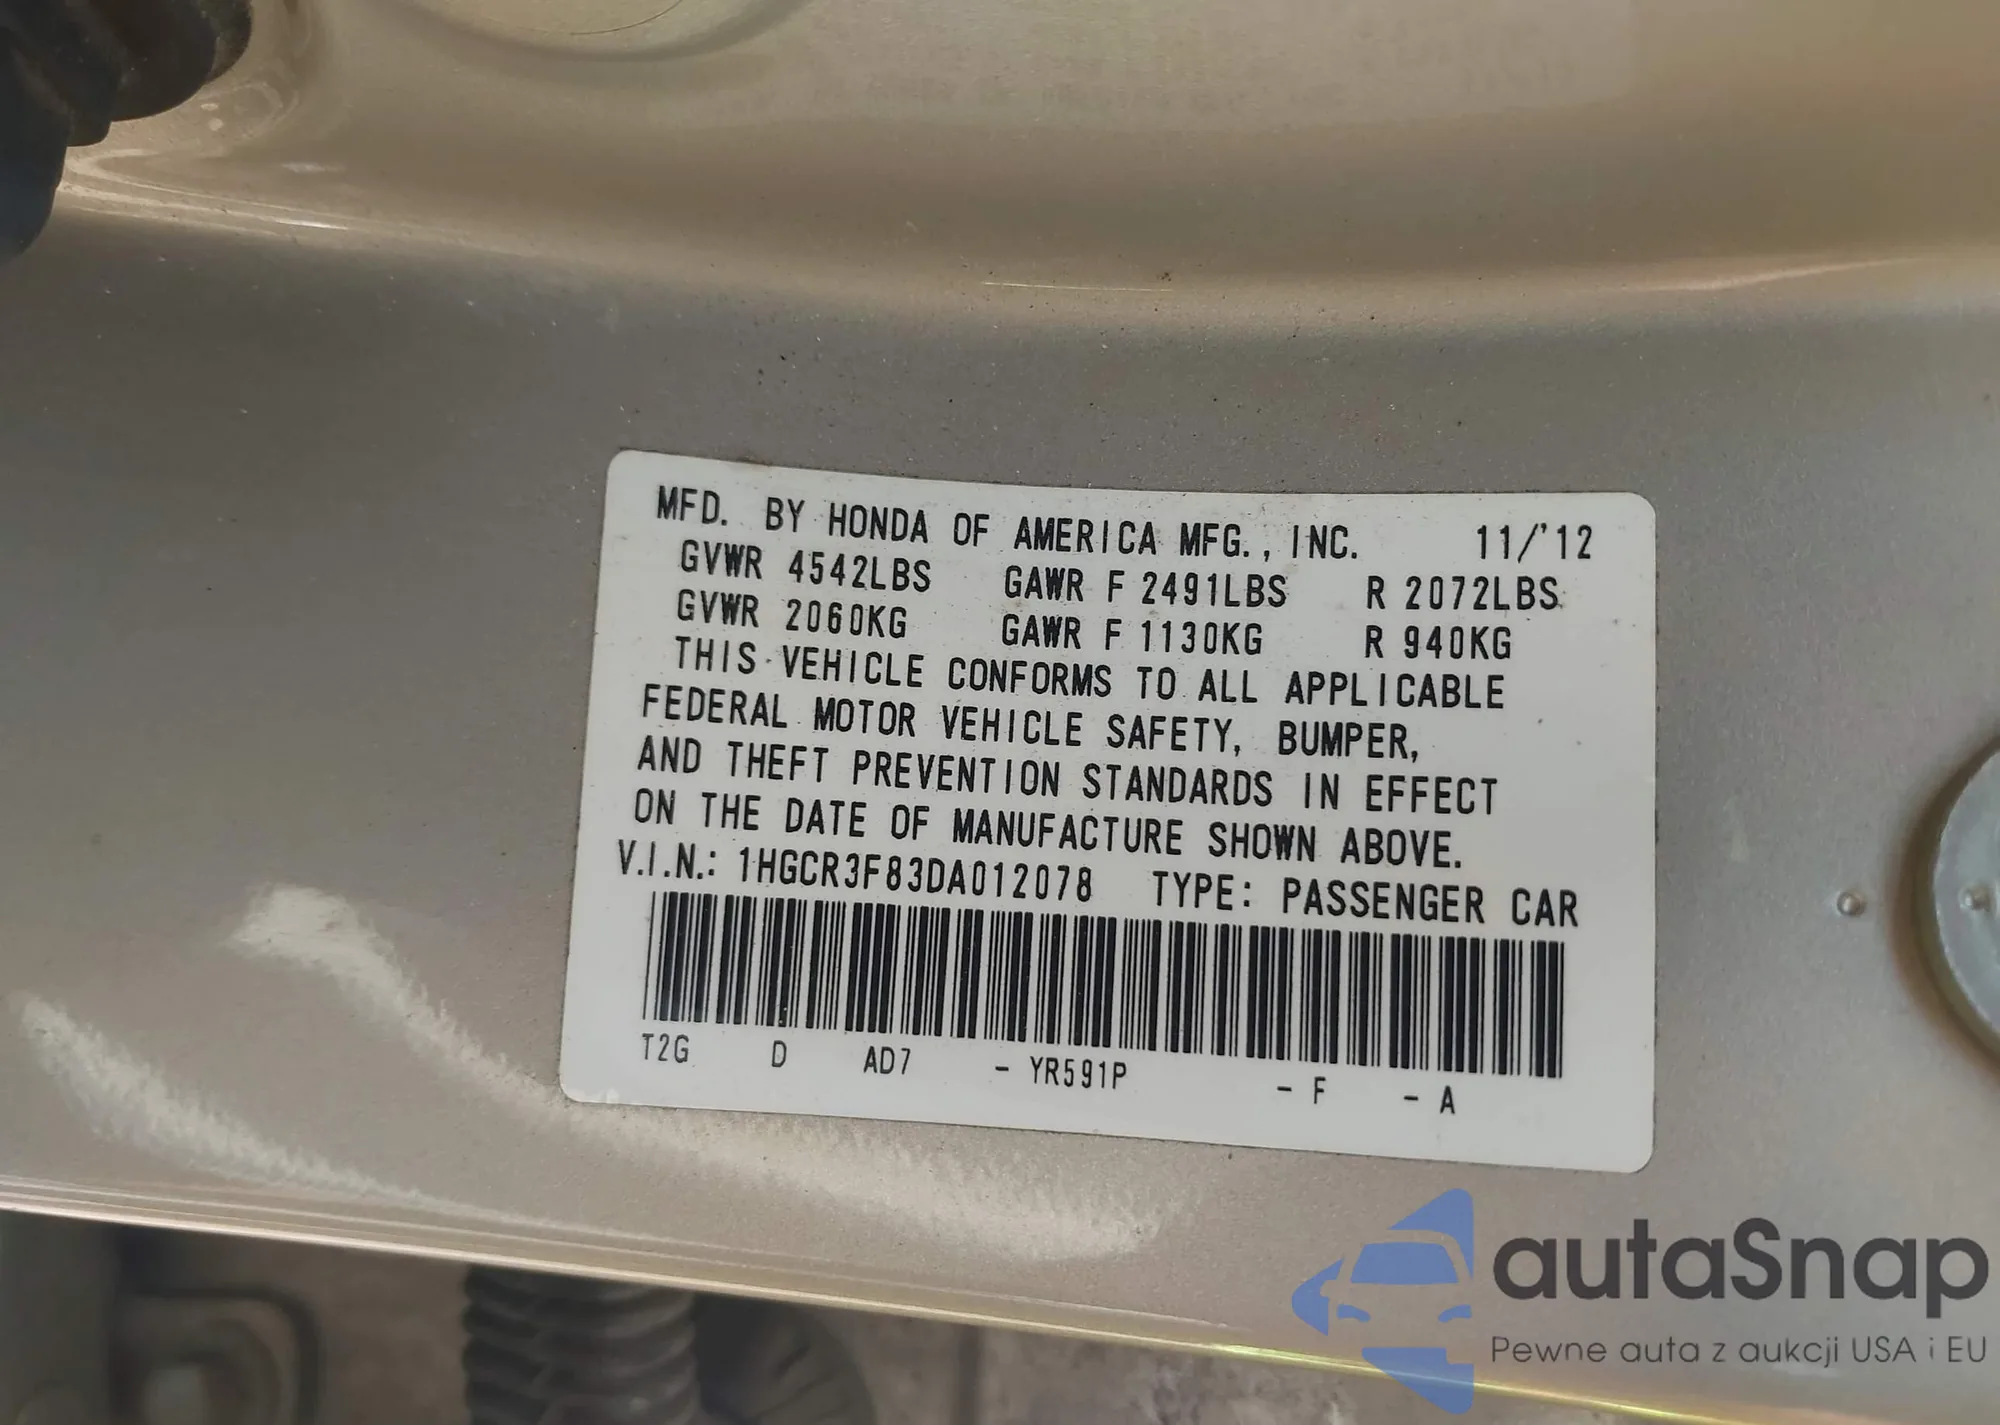 MFD. BY HONDA OF AMERICA MFG., INC. 11/'12
GVWR 4542LBS GAWR F 2491LBS R 2072LBS
GVWR 2060KG GAWR F 1130KG R 940KG
THIS VEHICLE CONFORMS TO ALL APPLICABLE
FEDERAL MOTOR VEHICLE SAFETY, BUMPER,
AND THEFT PREVENTION STANDARDS IN EFFECT
ON THE DATE OF MANUFACTURE SHOWN ABOVE.
V.I.N.: 1HGCR3F83DA012078 TYPE: PASSENGER CAR
T2G D AD7 - YR591P - F - A
autaSnap
Pewne auta z aukcji USA i EU